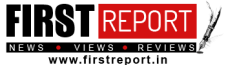 FIRST REPORT
NEWS • VIEWS • REVIEWS
www.firstreport.in